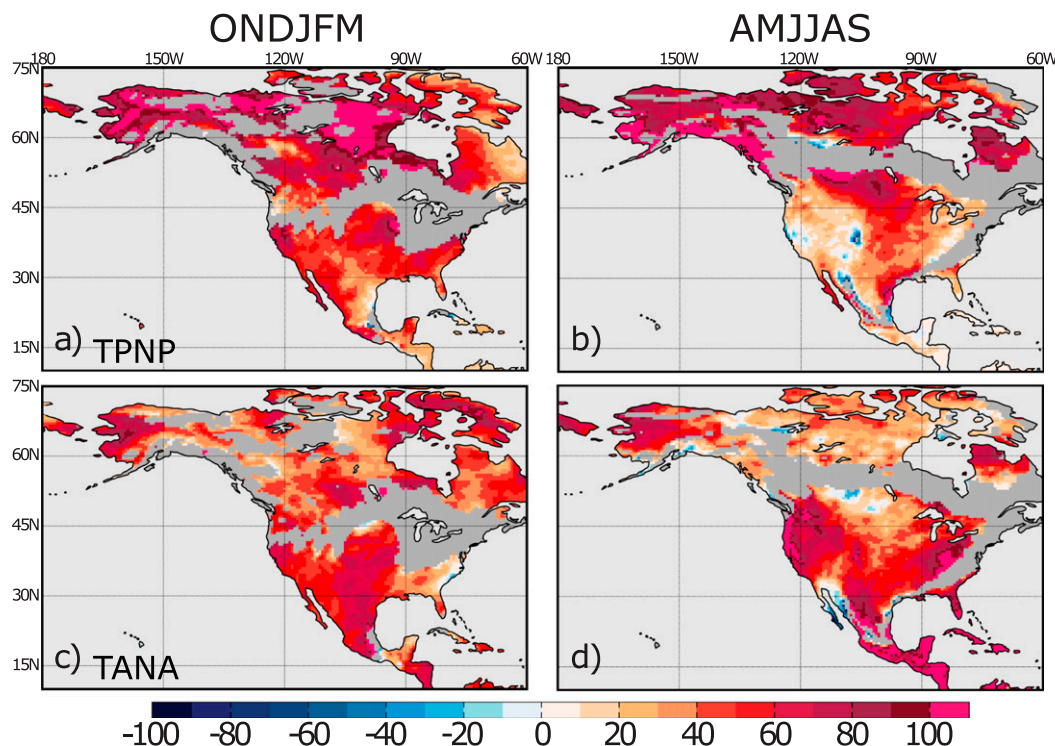 ONDJFM AMJJAS
180 150W 120W 90W 60W 180 150W 120W 90W 60W
75N
60N
45N
30N
15N
a) TPNP b)
75N
60N
45N
30N
15N
c) TANA d)
-100 -80 -60 -40 -20 0 20 40 60 80 100